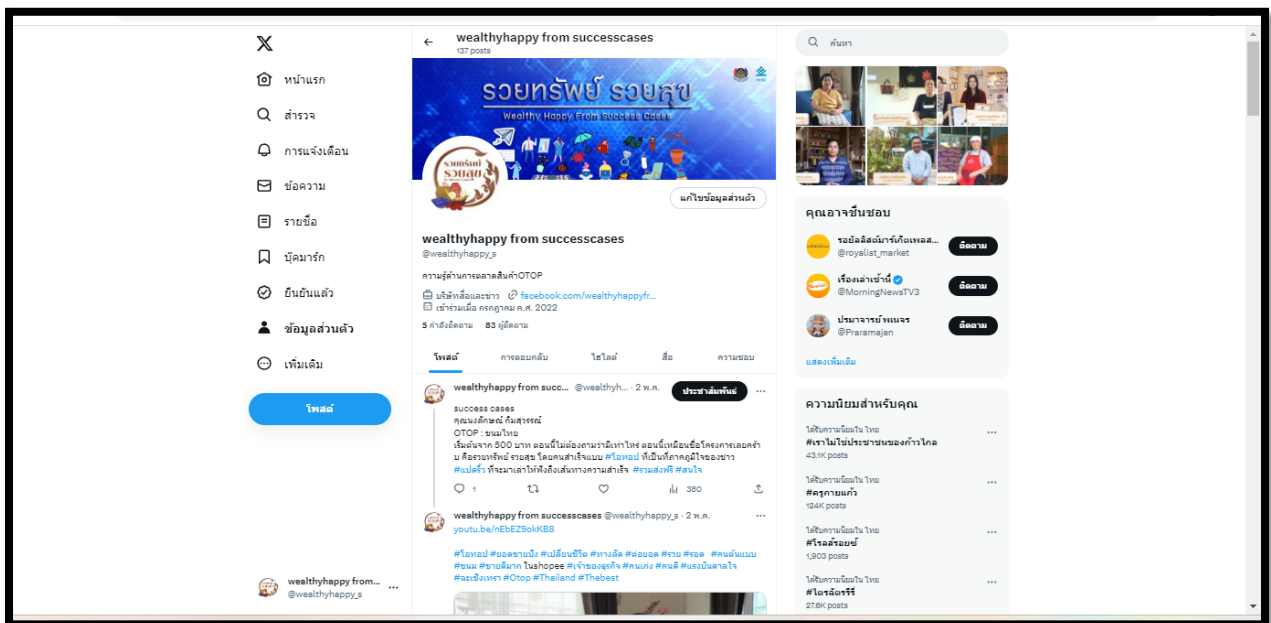 หน้าแรก
สำรวจ
การแจ้งเตือน
ข้อความ
รายชื่อ
บุ๊คมาร์ก
ยืนยันแล้ว
ข้อมูลส่วนตัว
เพิ่มเติม
โพสต์
wealthyhappy from...
@wealthyhappy_s
wealthyhappy from successcases
137 posts
รวยทรัพย์ รวยสุข
Wealthy Happy From Success Cases
รวยทรัพย์
รวยสุข
แก้ไขข้อมูลส่วนตัว
wealthyhappy from successcases
@wealthyhappy_s
ความรู้ด้านการตลาดสินค้าOTOP
บริษัทสื่อและข่าว facebook.com/wealthyhappyfr...
เข้าร่วมเมื่อ กรกฎาคม ค.ศ. 2022
5 กำลังติดตาม 83 ผู้ติดตาม
โพสต์ การตอบกลับ ไฮไลต์ สื่อ ความชอบ
wealthyhappy from succ... @wealthyh... · 2 พ.ค. ประชาสัมพันธ์
success cases
คุณนงลักษณ์ คิมสุวรรณ์
OTOP : ขนมไทย
เริ่มต้นจาก 500 บาท ตอนนี้ไม่ต้องถามว่ามีเท่าไหร่ ตอนนี้เหมือนชื่อโครงการเลยครั
บ คือรวยทรัพย์ รวยสุข โดยคนสำเร็จแบบ #โอทอป ที่เป็นที่ภาคภูมิใจของชาว
#แปดริ้ว ที่จะมาเล่าให้ฟังถึงเส้นทางความสำเร็จ #รวมส่งฟรี #สนใจ
1 380
wealthyhappy from successcases @wealthyhappy_s · 2 พ.ค.
youtu.be/nEbEZ9okKB8
#โอทอป #ยอดขายปัง #เปลี่ยนชีวิต #ทางลัด #ต่อยอด #รวย #รอด #คนต้นแบบ
#ขนม #ขายดีมาก ในshopee #เจ้าของธุรกิจ #คนเก่ง #คนดี #แรงบันดาลใจ
#ฉะเชิงเทรา #Otop #Thailand #Thebest
ค้นหา
คุณอาจชื่นชอบ
รอยัลลิสต์มาร์เก็ตเพลส...
@royalist_market
ติดตาม
เรื่องเล่าเช้านี้
@MorningNewsTV3
ติดตาม
ปรมาจารย์ พเนจร
@Praramajan
ติดตาม
แสดงเพิ่มเติม
ความนิยมสำหรับคุณ
ได้รับความนิยมใน ไทย
#เราไม่ใช่ประชาชนของก้าวไกล
43.1K posts
ได้รับความนิยมใน ไทย
#ครูกายแก้ว
124K posts
ได้รับความนิยมใน ไทย
#โรลส์รอยซ์
1,903 posts
ได้รับความนิยมใน ไทย
#ไตรฉัตรรีรี่
27.8K posts